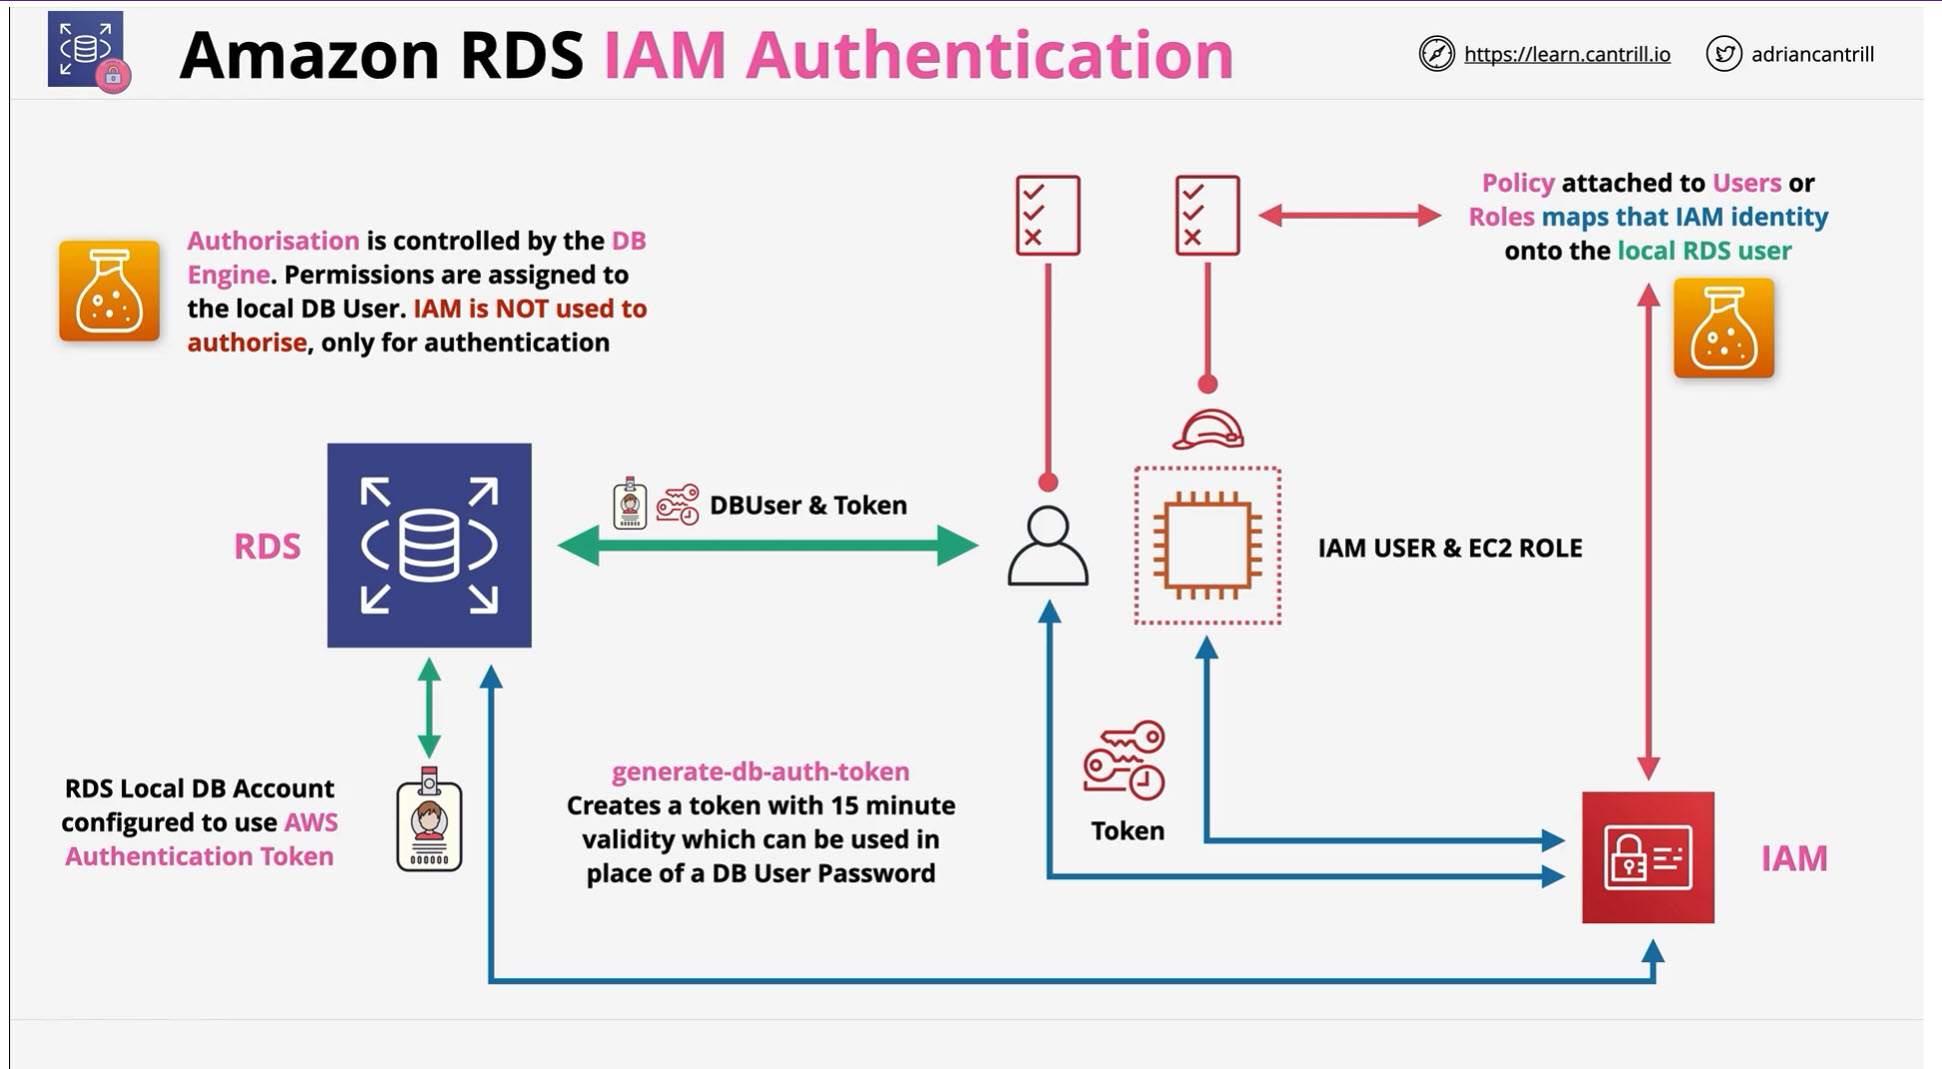 Amazon RDS IAM Authentication
https://learn.cantrill.io
adriancantrill
Authorisation is controlled by the DB
Engine. Permissions are assigned to
the local DB User. IAM is NOT used to
authorise, only for authentication
Policy attached to Users or
Roles maps that IAM identity
onto the local RDS user
RDS
DBUser & Token
IAM USER & EC2 ROLE
RDS Local DB Account
configured to use AWS
Authentication Token
generate-db-auth-token
Creates a token with 15 minute
validity which can be used in
place of a DB User Password
Token
IAM